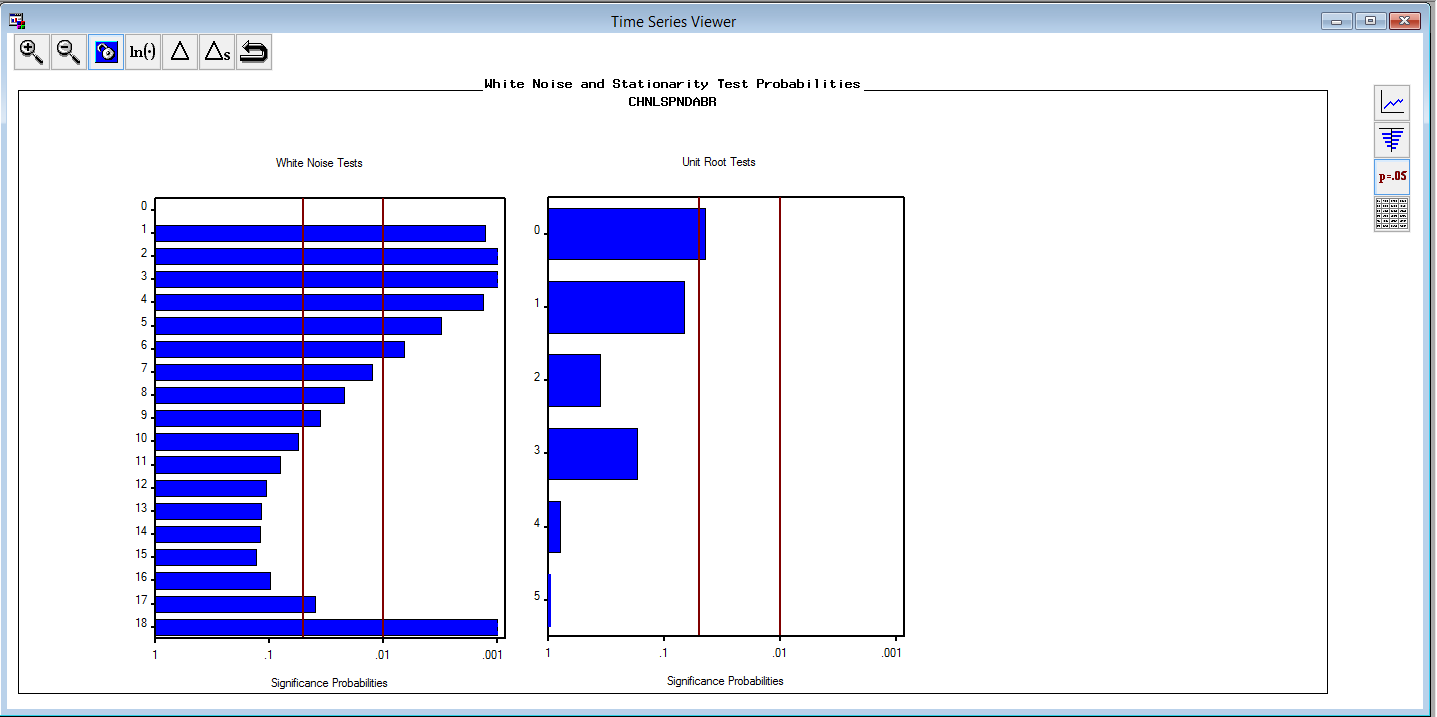 Time Series Viewer
ln(·) Δ Δs
White Noise and Stationarity Test Probabilities
CHNLSPNDABR
p=.05
White Noise Tests
0
1
2
3
4
5
6
7
8
9
10
11
12
13
14
15
16
17
18
1 .1 .01 .001
Significance Probabilities
Unit Root Tests
0
1
2
3
4
5
1 .1 .01 .001
Significance Probabilities